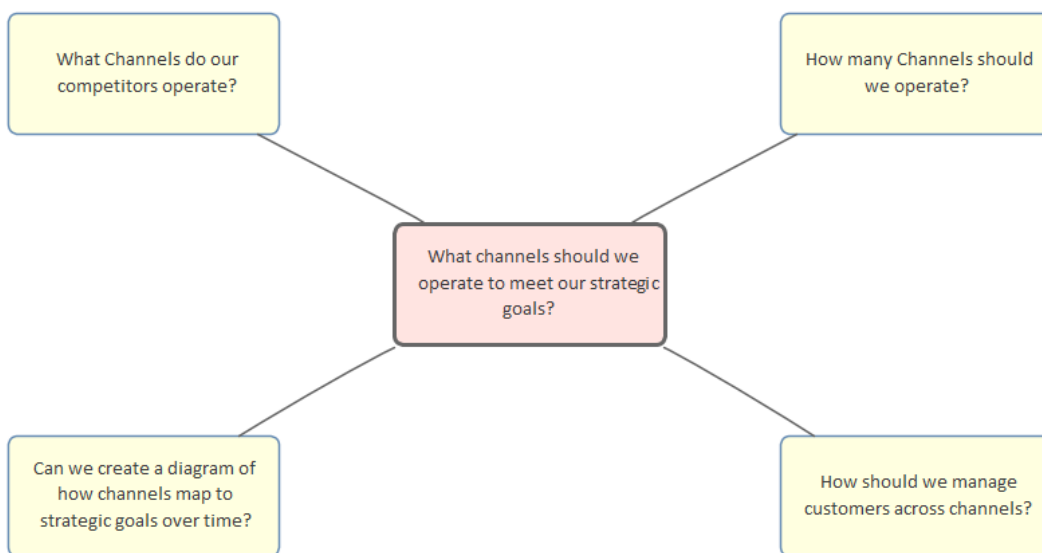 What Channels do our
competitors operate?
How many Channels should
we operate?
What channels should we
operate to meet our strategic
goals?
Can we create a diagram of
how channels map to
strategic goals over time?
How should we manage
customers across channels?